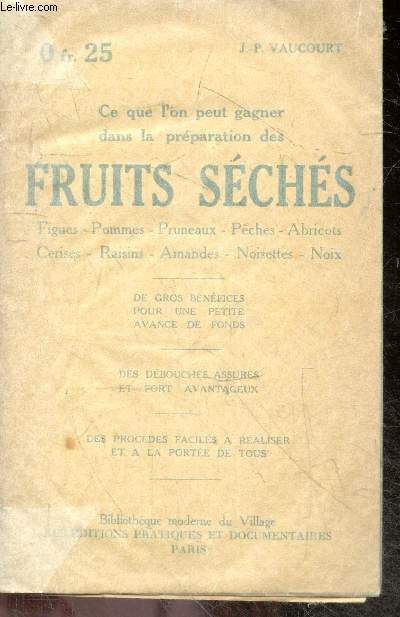 LE-LIVRE.COM
0 fr. 25
J.-P. VAUCOURT
Ce que l'on peut gagner
dans la préparation des
FRUITS SÉCHÉS
Figues - Pommes - Pruneaux - Pêches - Abricots
Cerises - Raisins - Amandes - Noizettes - Noix
DE GROS BÉNÉFICES
POUR UNE PETITE
AVANCE DE FONDS
DES DÉBOUCHÉS ASSURES
ET FORT AVANTAGEUX
DES PROCÉDÉS FACILES A RÉALISER
ET A LA PORTÉE DE TOUS
Bibliothèque moderne du Village
EDITIONS PRATIQUES ET DOCUMENTAIRES
PARIS